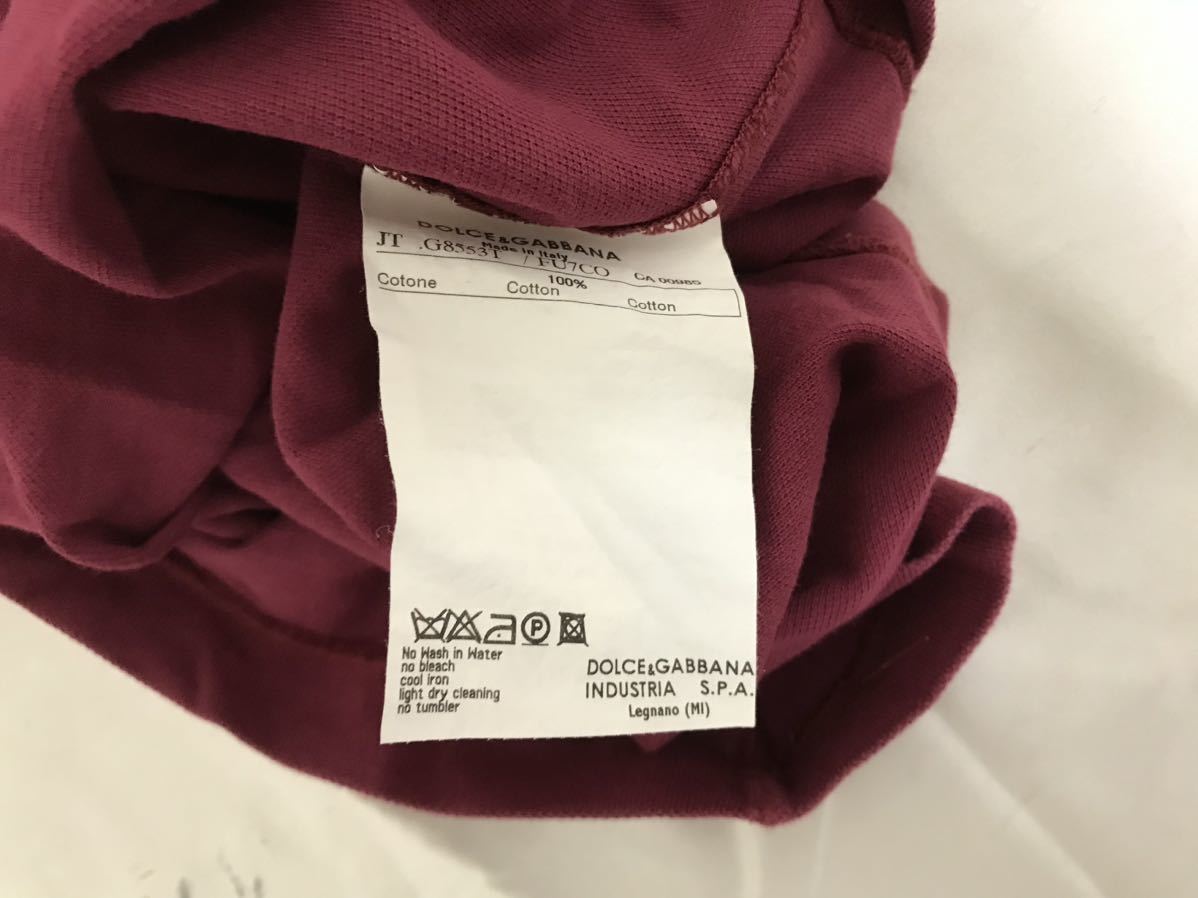 DOLCE&GABBANA
Made in Italy
JT .G8553T / FU7CO CA 00985
100%
Cotone Cotton Cotton
P
No Wash in Water
no bleach
cool iron
light dry cleaning
no tumbler
DOLCE&GABBANA
INDUSTRIA S.P.A.
Legnano (MI)